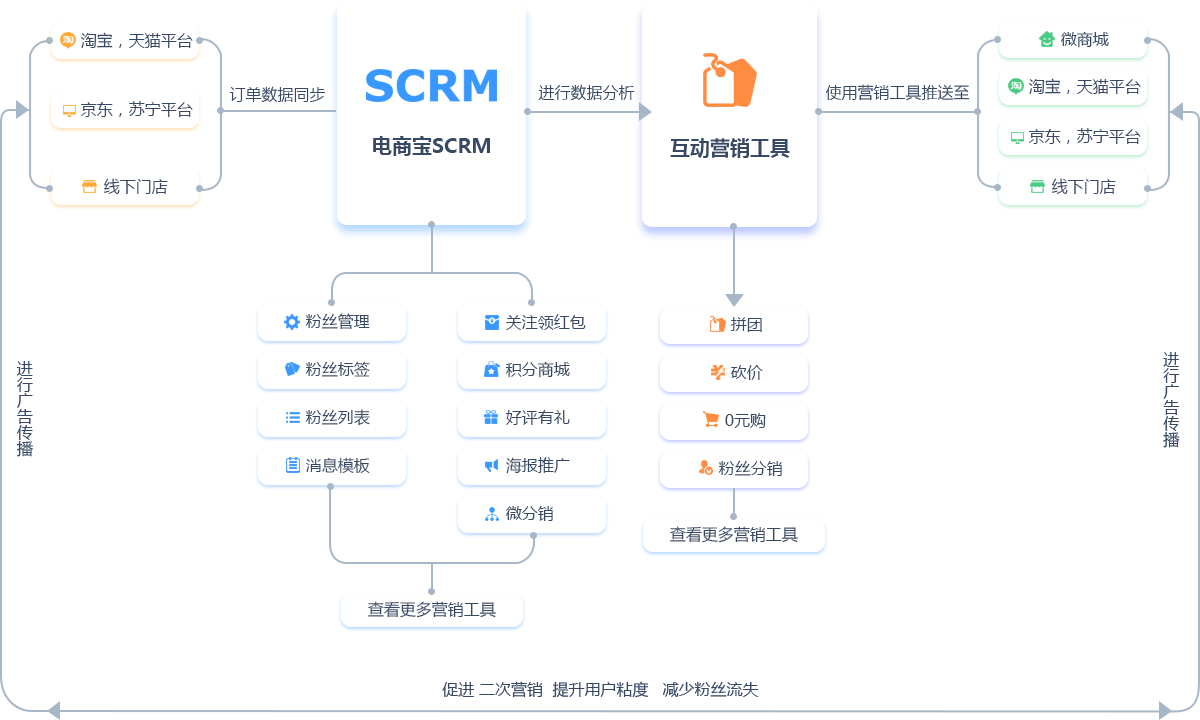 淘宝，天猫平台
京东，苏宁平台
线下门店
订单数据同步
SCRM
电商宝SCRM
进行数据分析
互动营销工具
使用营销工具推送至
微商城
淘宝，天猫平台
京东，苏宁平台
线下门店
粉丝管理
粉丝标签
粉丝列表
消息模板
关注领红包
积分商城
好评有礼
海报推广
微分销
查看更多营销工具
拼团
砍价
0元购
粉丝分销
查看更多营销工具
进行广告传播
进行广告传播
促进 二次营销 提升用户粘度 减少粉丝流失